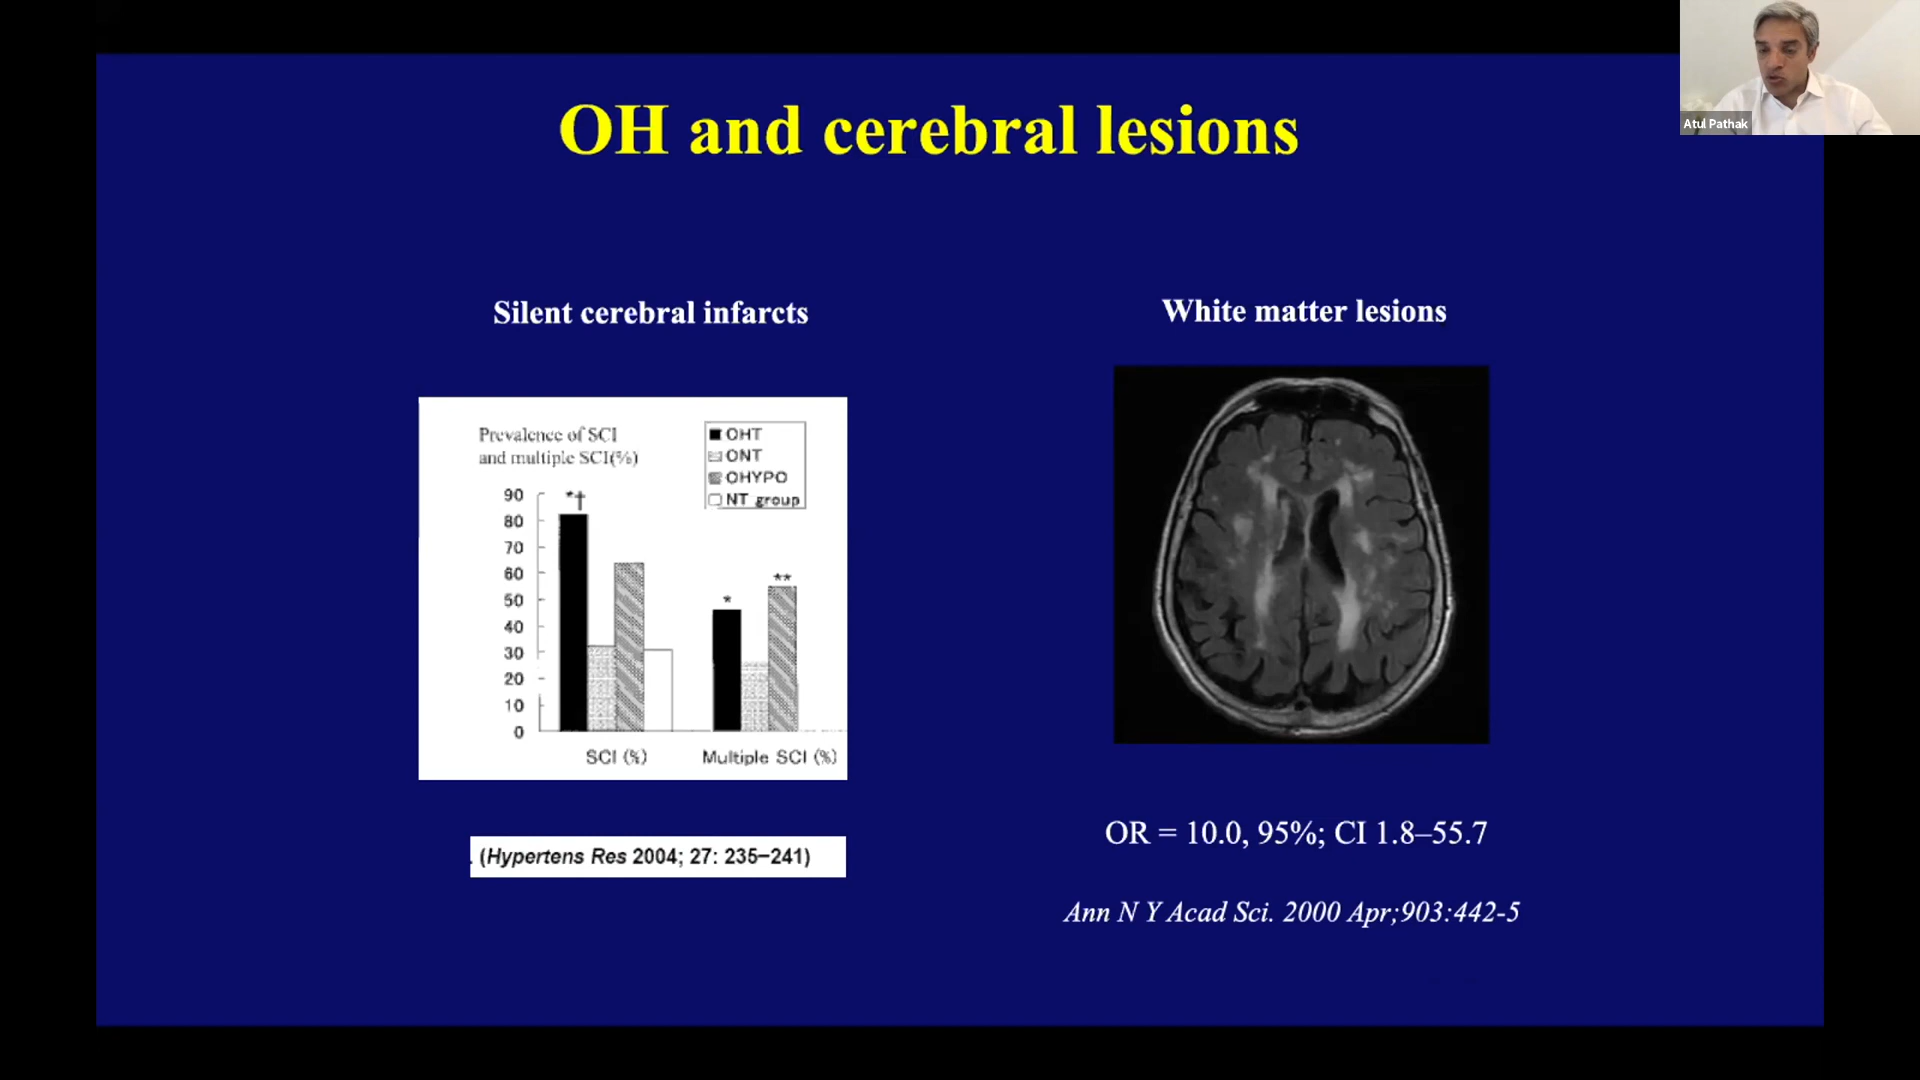 Atul Pathak
OH and cerebral lesions
Silent cerebral infarcts
Prevalence of SCI
and multiple SCI(%)
OHT
ONT
OHYPO
NT group
90
80
70
60
50
40
30
20
10
0
*†
*
**
SCI (%)
Multiple SCI (%)
. (Hypertens Res 2004; 27: 235−241)
White matter lesions
OR = 10.0, 95%; CI 1.8–55.7
Ann N Y Acad Sci. 2000 Apr;903:442-5